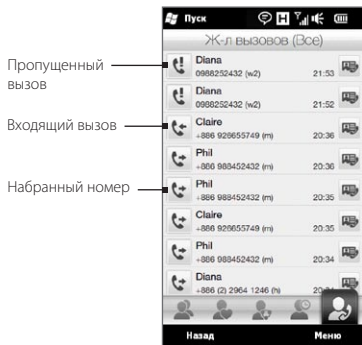 Пропущенный
вызов
Входящий вызов
Набранный номер
Пуск
Ж-л вызовов (Все)
Diana
0988252432 (w2) 21:53
Diana
0988252432 (w2) 21:52
Claire
+886 926655749 (m) 20:36
Phil
+886 988452432 (m) 20:36
Phil
+886 988452432 (m) 20:35
Claire
+886 926655749 (m) 20:35
Phil
+886 988452432 (m) 20:34
Diana
+886 (2) 2964 1246 (h)
Назад Меню